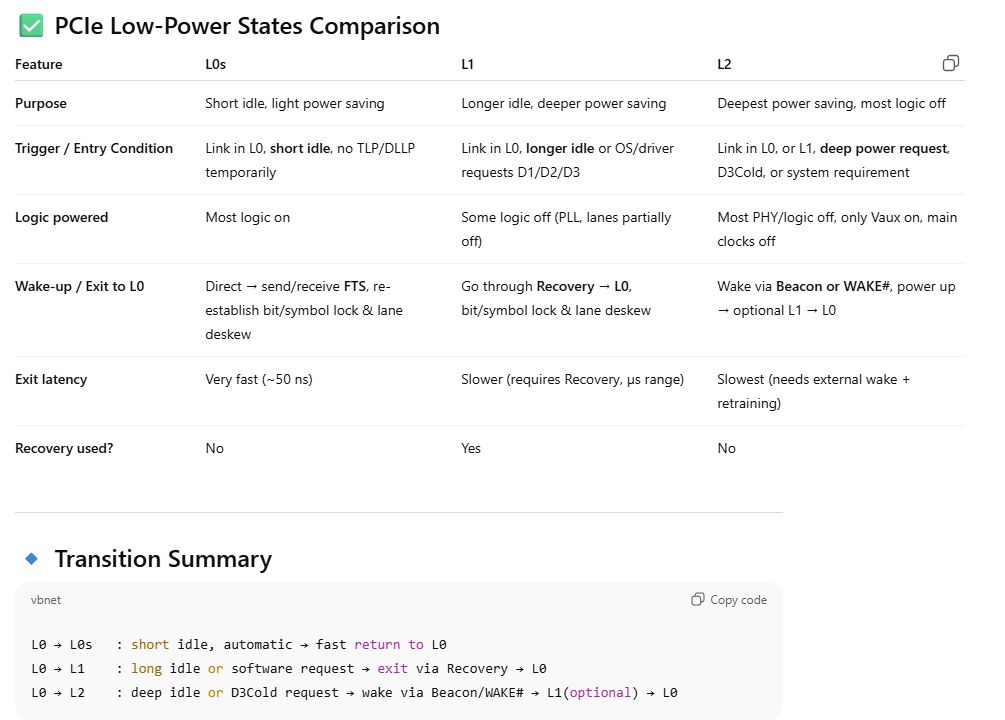 ✅ PCIe Low-Power States Comparison
Feature L0s L1 L2
Purpose Short idle, light power saving Longer idle, deeper power saving Deepest power saving, most logic off
Trigger / Entry Condition Link in L0, short idle, no TLP/DLLP Link in L0, longer idle or OS/driver Link in L0, or L1, deep power request,
temporarily requests D1/D2/D3 D3Cold, or system requirement
Logic powered Most logic on Some logic off (PLL, lanes partially Most PHY/logic off, only Vaux on, main
off) clocks off
Wake-up / Exit to L0 Direct → send/receive FTS, re- Go through Recovery → L0, Wake via Beacon or WAKE#, power up
establish bit/symbol lock & lane bit/symbol lock & lane deskew → optional L1 → L0
deskew
Exit latency Very fast (~50 ns) Slower (requires Recovery, µs range) Slowest (needs external wake +
retraining)
Recovery used? No Yes No
🔹 Transition Summary
vbnet Copy code
L0 → L0s : short idle, automatic → fast return to L0
L0 → L1 : long idle or software request → exit via Recovery → L0
L0 → L2 : deep idle or D3Cold request → wake via Beacon/WAKE# → L1(optional) → L0